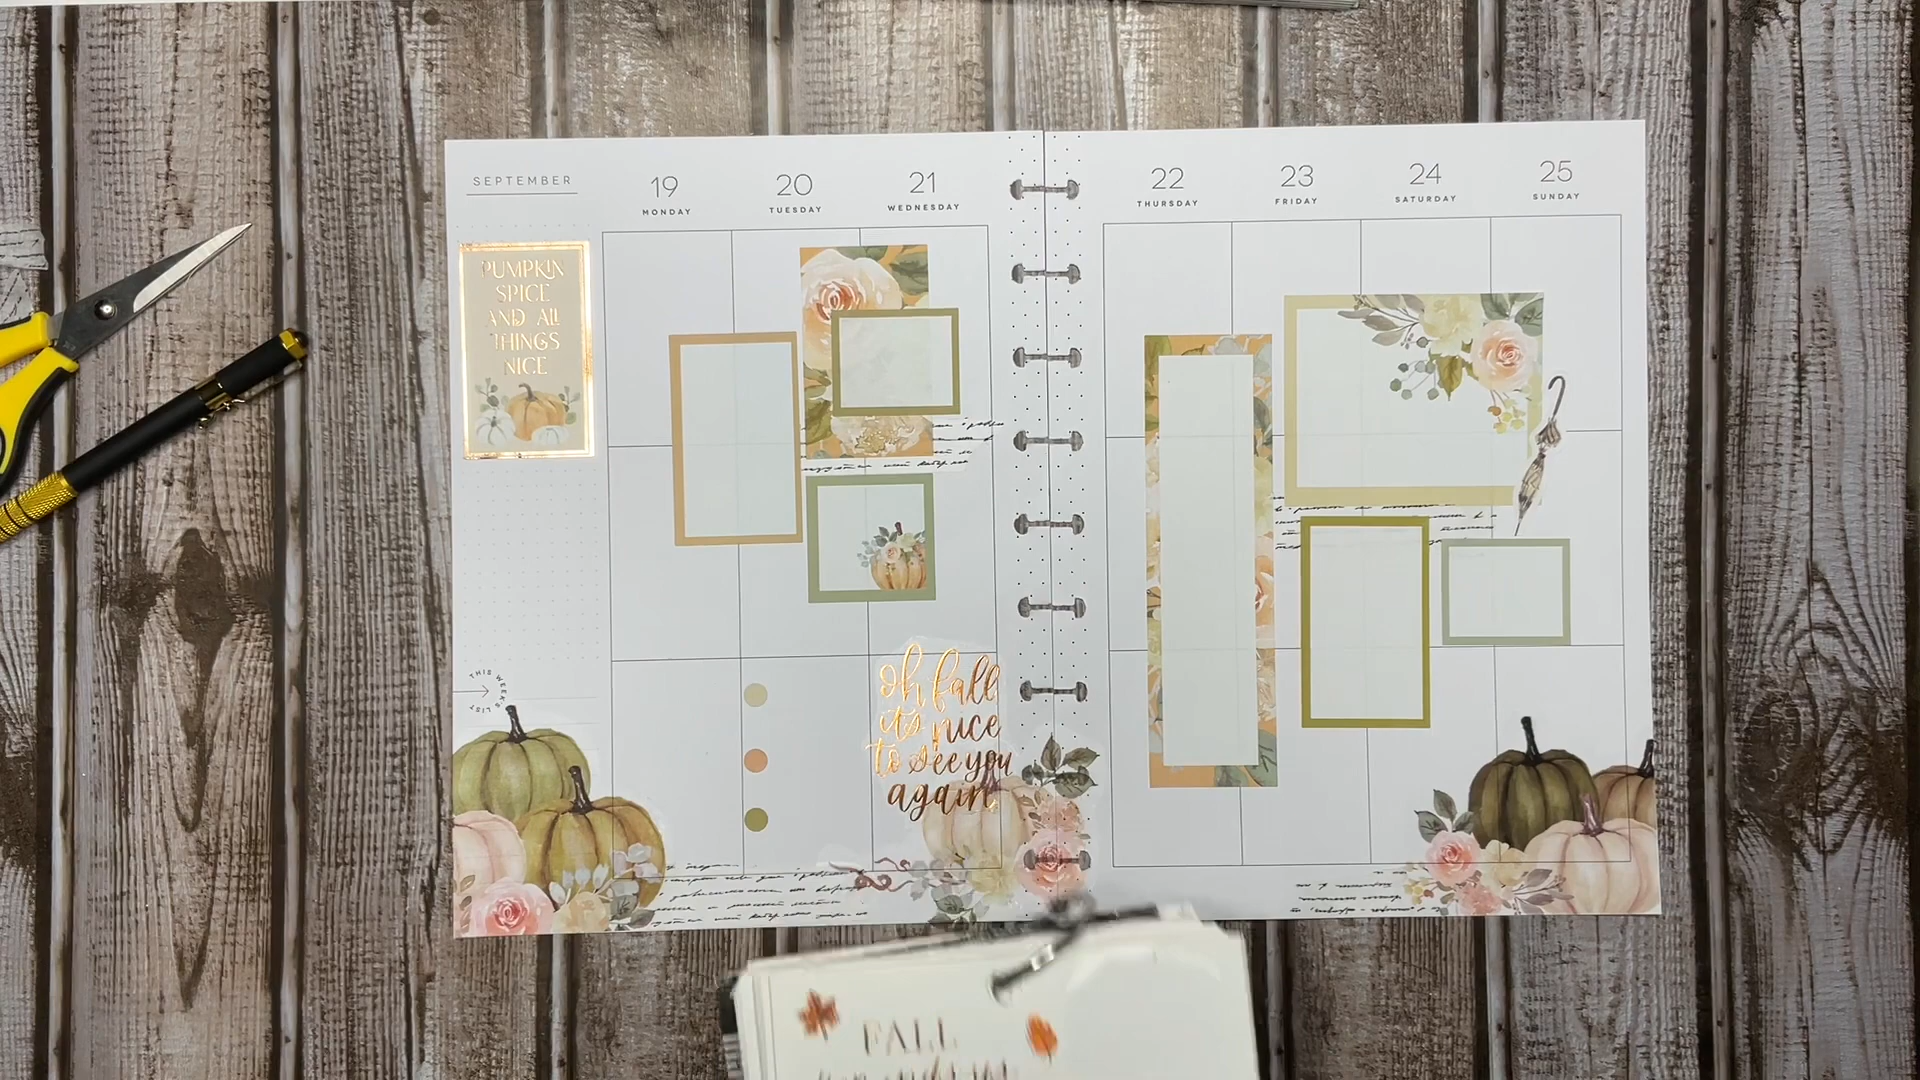 SEPTEMBER
19
MONDAY
20
TUESDAY
21
WEDNESDAY
22
THURSDAY
23
FRIDAY
24
SATURDAY
25
SUNDAY
PUMPKIN
SPICE
AND ALL
THINGS
NICE
THIS WEEK'S LIST
oh fall
it's nice
to see you
again
FALL